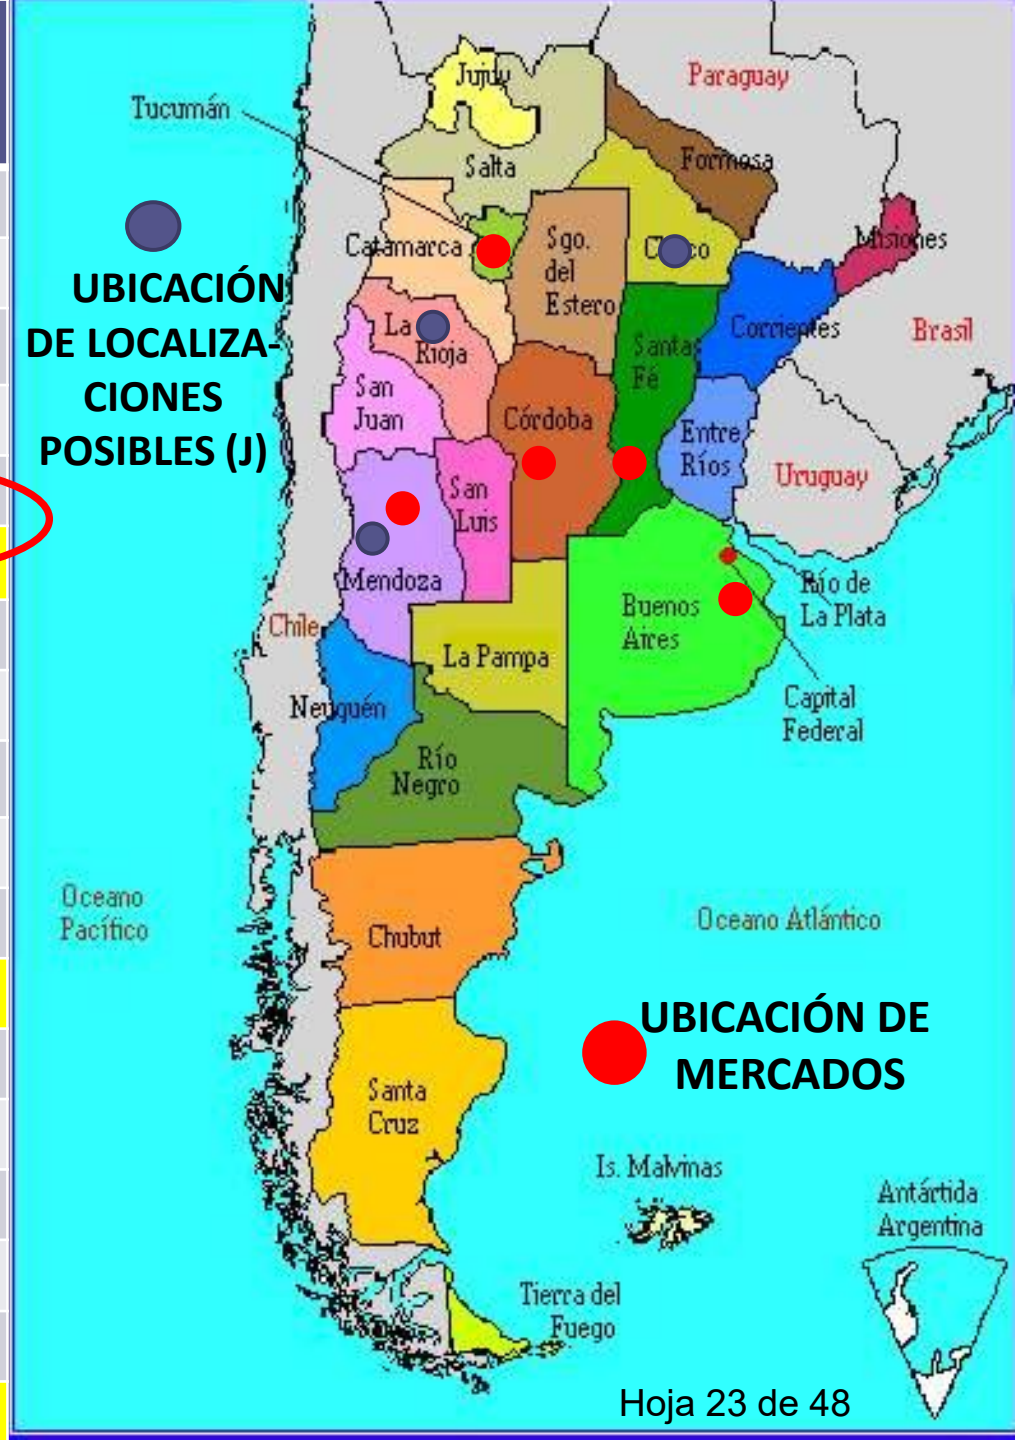 Jujuy
Paraguay
Tucumán
Salta
Formosa
Catamarca
Sgo.
del
Estero
Misiones
UBICACIÓN
DE LOCALIZA-
CIONES
POSIBLES (J)
La
Rioja
Santa
Fé
Corrientes
Brasil
San
Juan
Córdoba
Entre
Ríos
Uruguay
San
Luis
Mendoza
Río de
La Plata
Buenos
Aires
Chile
La Pampa
Capital
Federal
Neuquén
Río
Negro
Oceano
Pacítico
Oceano Atlántico
Chubut
UBICACIÓN DE
MERCADOS
Santa
Cruz
Is. Malvinas
Antártida
Argentina
Tierra del
Fuego
Hoja 23 de 48